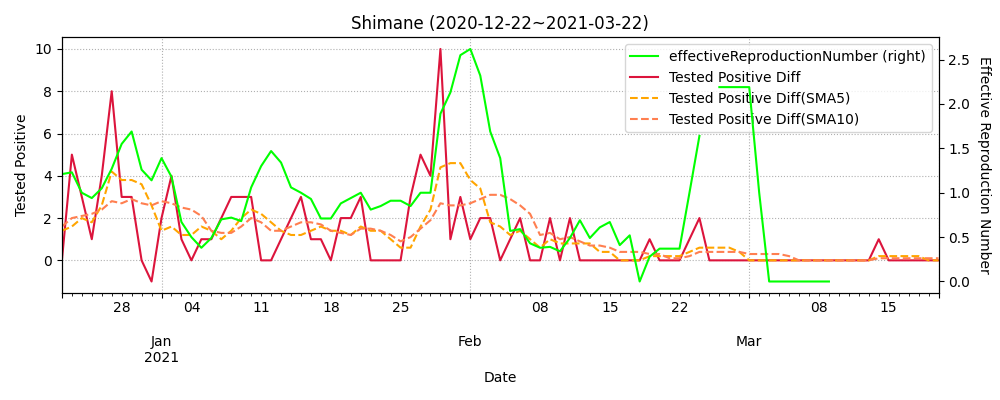 Shimane (2020-12-22~2021-03-22)
effectiveReproductionNumber (right)
Tested Positive Diff
Tested Positive Diff(SMA5)
Tested Positive Diff(SMA10)
Tested Positive
10
8
6
4
2
0
Effective Reproduction Number
2.5
2.0
1.5
1.0
0.5
0.0
28 04 11 18 25 08 15 22 08 15
Jan Feb Mar
2021
Date